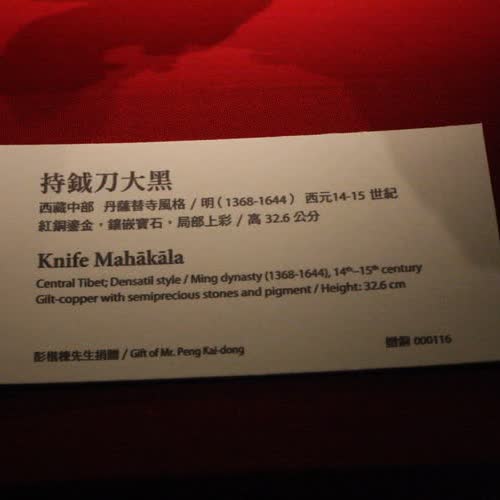 持鉞刀大黑
西藏中部 丹薩替寺風格 / 明(1368-1644) 西元14-15 世紀
紅銅鎏金，鑲嵌寶石，局部上彩 / 高 32.6 公分
Knife Mahākāla
Central Tibet; Densatil style / Ming dynasty (1368-1644), 14th–15th century
Gilt-copper with semiprecious stones and pigment / Height: 32.6 cm
彭楷棟先生捐贈 / Gift of Mr. Peng Kai-dong
贈銅 000116